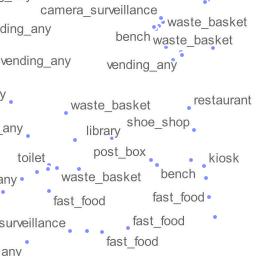 camera_surveillance
waste_basket
ding_any
bench
waste_basket
vending_any
vending_any
y
restaurant
waste_basket
shoe_shop
_any
library
post_box
toilet
kiosk
any
waste_basket
bench
fast_food
fast_food
surveillance
fast_food
fast_food
any